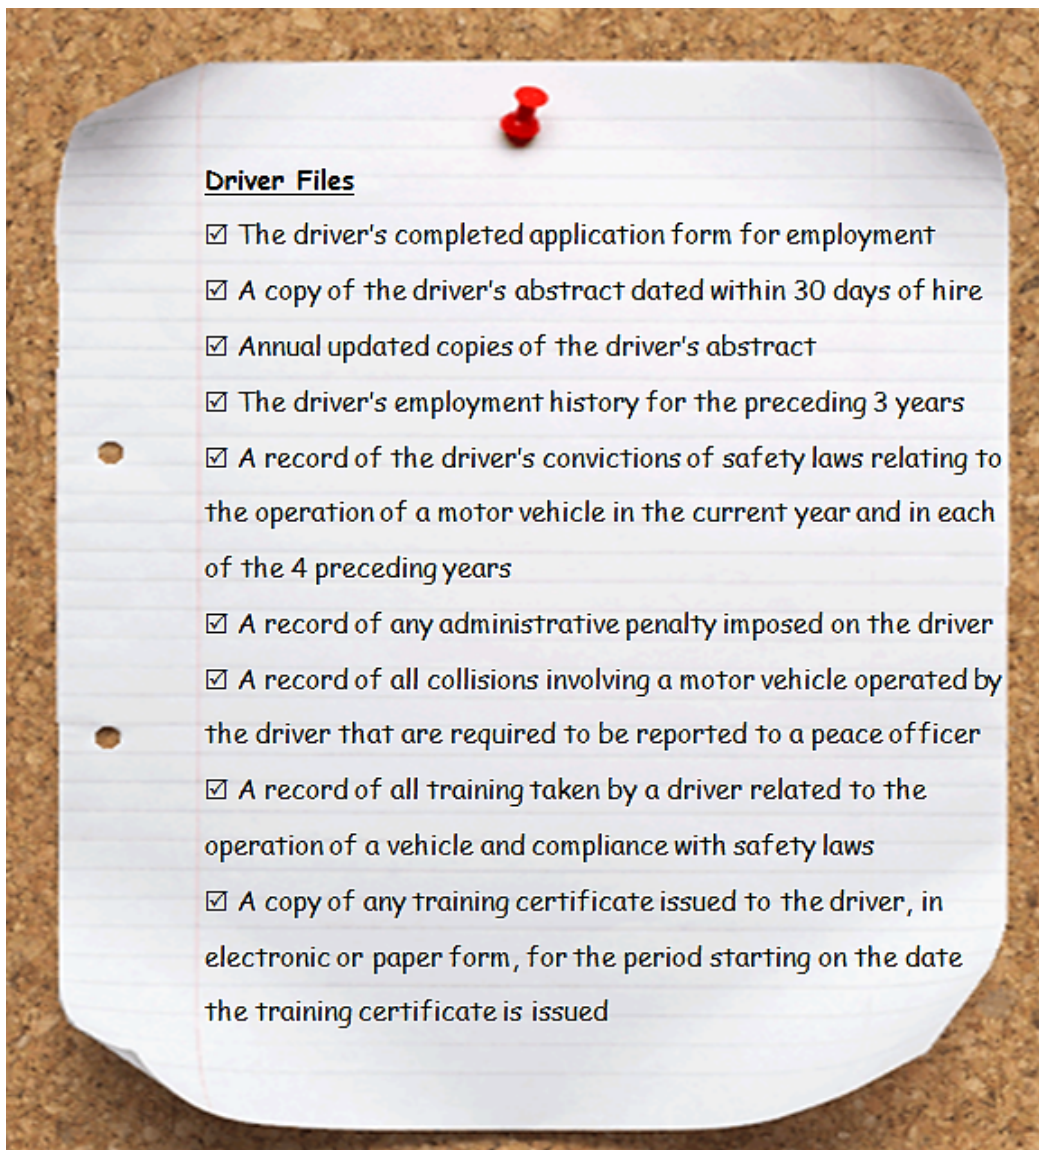 Driver Files
☑ The driver's completed application form for employment
☑ A copy of the driver's abstract dated within 30 days of hire
☑ Annual updated copies of the driver's abstract
☑ The driver's employment history for the preceding 3 years
☑ A record of the driver's convictions of safety laws relating to
the operation of a motor vehicle in the current year and in each
of the 4 preceding years
☑ A record of any administrative penalty imposed on the driver
☑ A record of all collisions involving a motor vehicle operated by
the driver that are required to be reported to a peace officer
☑ A record of all training taken by a driver related to the
operation of a vehicle and compliance with safety laws
☑ A copy of any training certificate issued to the driver, in
electronic or paper form, for the period starting on the date
the training certificate is issued